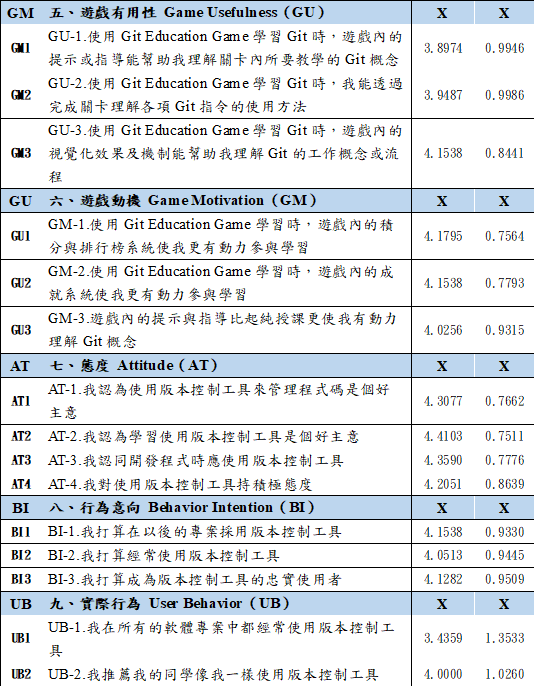 GM 五、遊戲有用性 Game Usefulness（GU） X X
GM1 GU-1.使用 Git Education Game 學習 Git 時，遊戲內的 3.8974 0.9946
提示或指導能幫助我理解關卡內所要教學的 Git 概念
GM2 GU-2.使用 Git Education Game 學習 Git 時，我能透過 3.9487 0.9986
完成關卡理解各項 Git 指令的使用方法
GM3 GU-3.使用 Git Education Game 學習 Git 時，遊戲內的 4.1538 0.8441
視覺化效果及機制能幫助我理解 Git 的工作概念或流
程
GU 六、遊戲動機 Game Motivation（GM） X X
GU1 GM-1.使用 Git Education Game 學習時，遊戲內的積 4.1795 0.7564
分與排行榜系統使我更有動力參與學習
GU2 GM-2.使用 Git Education Game 學習時，遊戲內的成 4.1538 0.7793
就系統使我更有動力參與學習
GU3 GM-3.遊戲內的提示與指導比起純授課更使我有動力 4.0256 0.9315
理解 Git 概念
AT 七、態度 Attitude（AT） X X
AT1 AT-1.我認為使用版本控制工具來管理程式碼是個好 4.3077 0.7662
主意
AT2 AT-2.我認為學習使用版本控制工具是個好主意 4.4103 0.7511
AT3 AT-3.我認同開發程式時應使用版本控制工具 4.3590 0.7776
AT4 AT-4.我對使用版本控制工具持積極態度 4.2051 0.8639
BI 八、行為意向 Behavior Intention（BI） X X
BI1 BI-1.我打算在以後的專案採用版本控制工具 4.1538 0.9330
BI2 BI-2.我打算經常使用版本控制工具 4.0513 0.9445
BI3 BI-3.我打算成為版本控制工具的忠實使用者 4.1282 0.9509
UB 九、實際行為 User Behavior（UB） X X
UB1 UB-1.我在所有的軟體專案中都經常使用版本控制工 3.4359 1.3533
具
UB2 UB-2.我推薦我的同學像我一樣使用版本控制工具 4.0000 1.0260